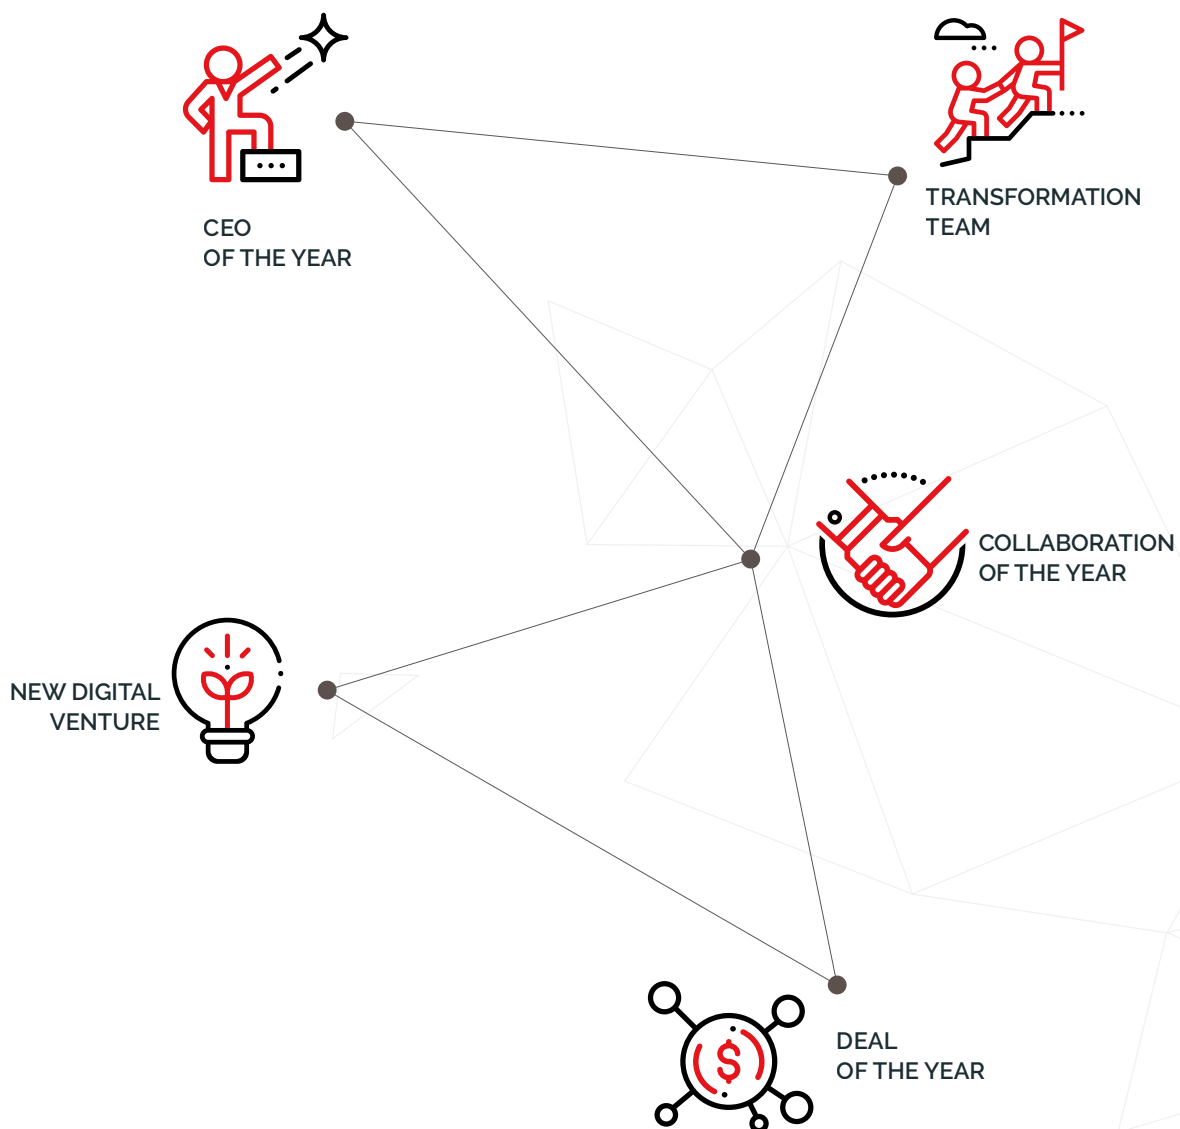 CEO
OF THE YEAR
TRANSFORMATION
TEAM
COLLABORATION
OF THE YEAR
NEW DIGITAL
VENTURE
$
DEAL
OF THE YEAR